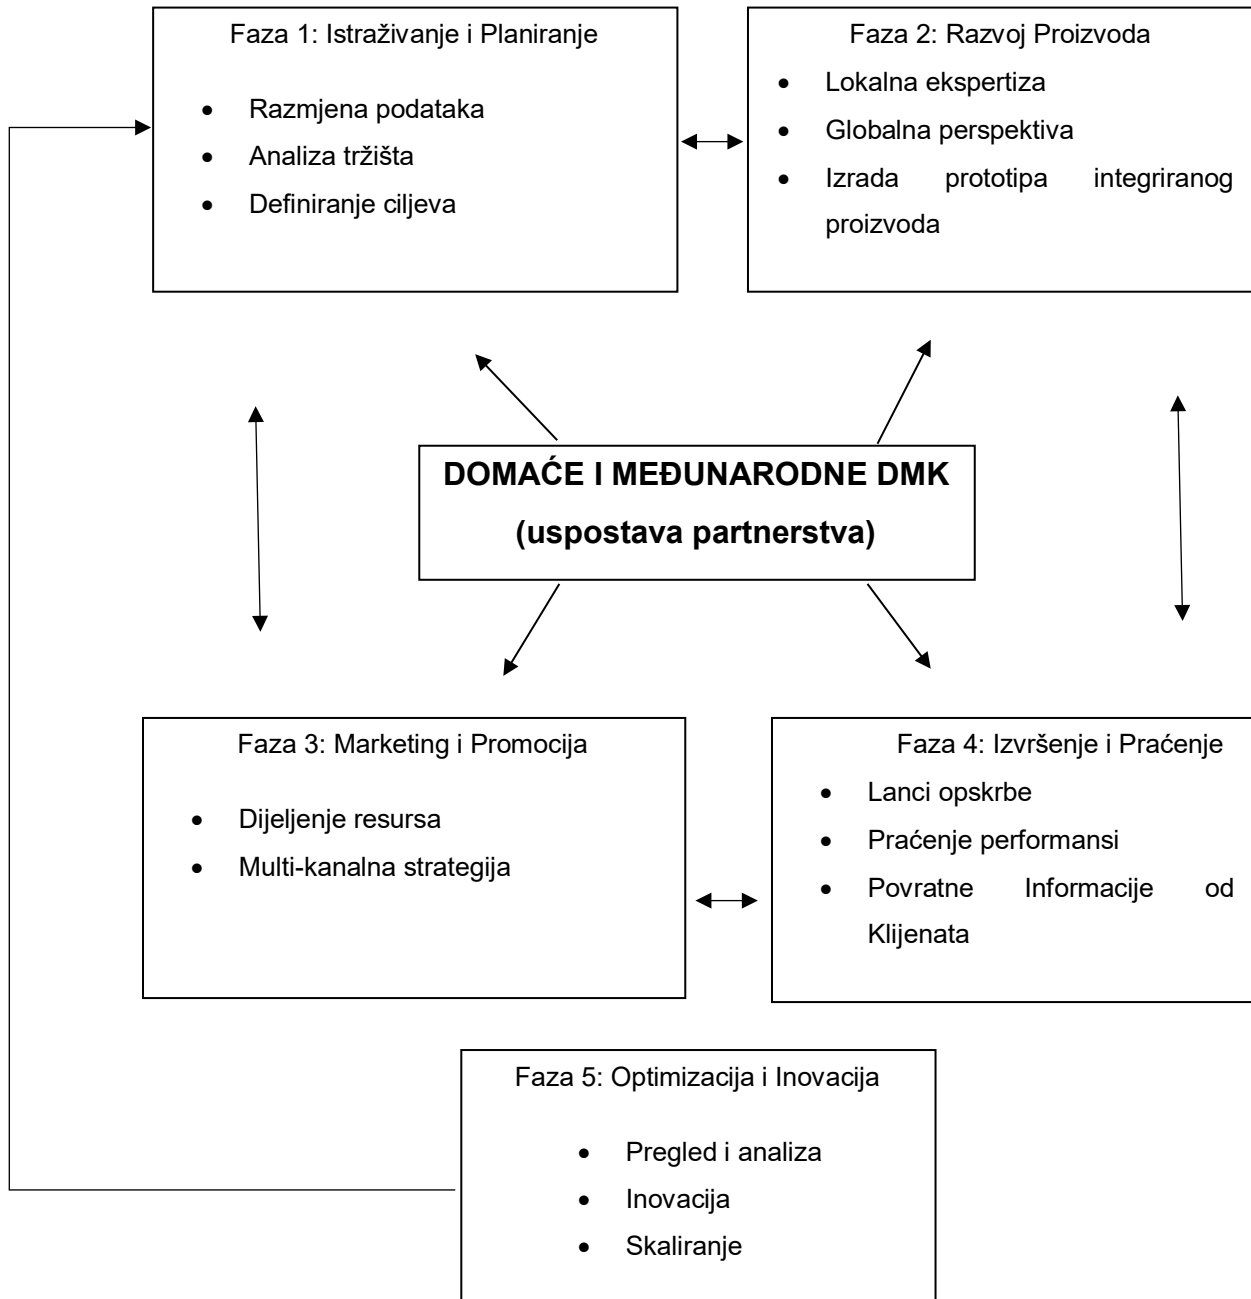 Faza 1: Istraživanje i Planiranje
• Razmjena podataka
• Analiza tržišta
• Definiranje ciljeva
Faza 2: Razvoj Proizvoda
• Lokalna ekspertiza
• Globalna perspektiva
• Izrada prototipa integriranog
proizvoda
DOMAĆE I MEĐUNARODNE DMK
(uspostava partnerstva)
Faza 3: Marketing i Promocija
• Dijeljenje resursa
• Multi-kanalna strategija
Faza 4: Izvršenje i Praćenje
• Lanci opskrbe
• Praćenje performansi
• Povratne Informacije od
Klijenata
Faza 5: Optimizacija i Inovacija
• Pregled i analiza
• Inovacija
• Skaliranje